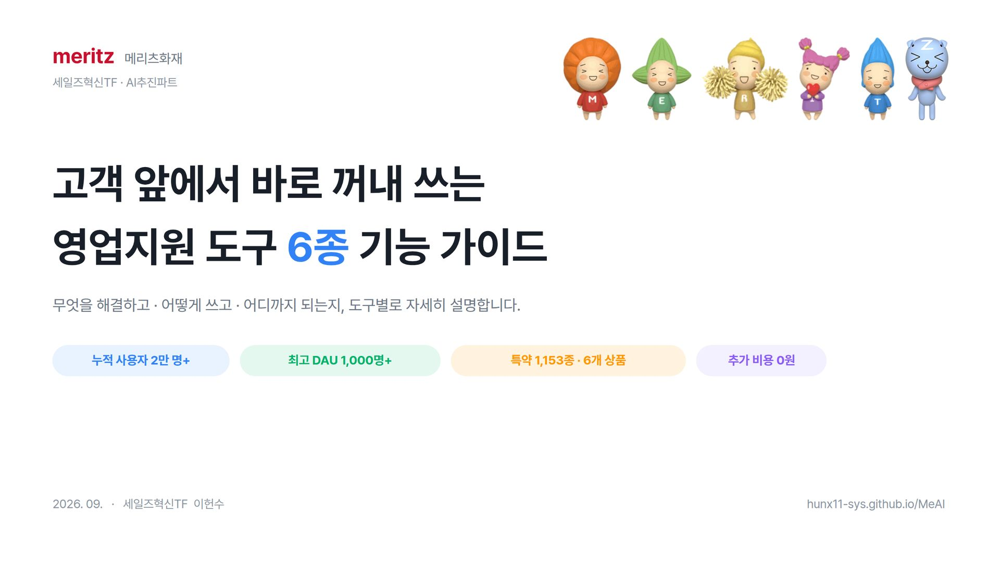 meritz 메리츠화재
세일즈혁신TF · AI추진파트
M E R I T Z
고객 앞에서 바로 꺼내 쓰는
영업지원 도구 6종 기능 가이드
무엇을 해결하고 · 어떻게 쓰고 · 어디까지 되는지, 도구별로 자세히 설명합니다.
누적 사용자 2만 명+ 최고 DAU 1,000명+ 특약 1,153종 · 6개 상품 추가 비용 0원
2026. 09. · 세일즈혁신TF 이헌수 hunx11-sys.github.io/MeAI